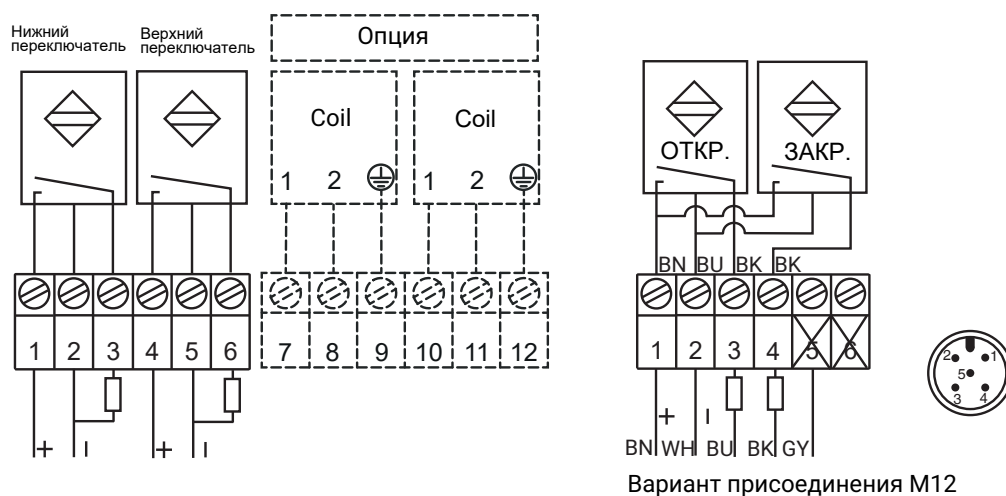 Нижний
переключатель
Верхний
переключатель
Опция
Coil
Coil
1 2
1 2
1 2 3 4 5 6
7 8 9 10 11 12
+ − + −
ОТКР.
ЗАКР.
BN BU BK BK
1 2 3 4 5 6
+ −
BN WH BU BK GY
2 1
5
3 4
Вариант присоединения M12